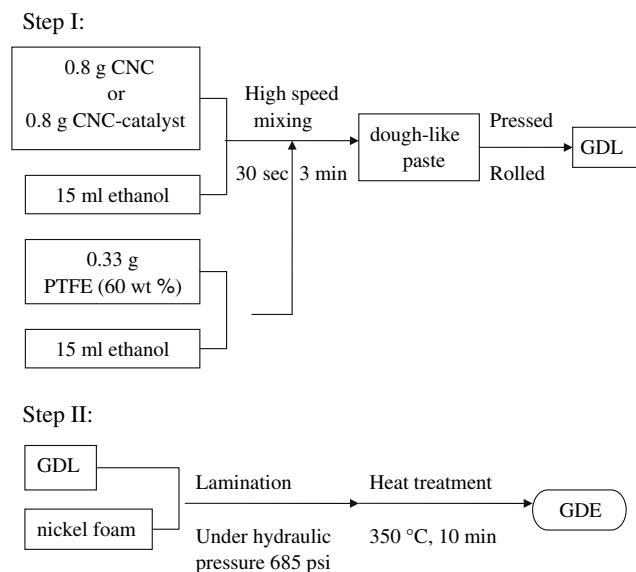 Step I:
0.8 g CNC
or
0.8 g CNC-catalyst
15 ml ethanol
High speed
mixing
30 sec
3 min
dough-like
paste
Pressed
Rolled
GDL
0.33 g
PTFE (60 wt %)
15 ml ethanol
Step II:
GDL
nickel foam
Lamination
Under hydraulic
pressure 685 psi
Heat treatment
350 °C, 10 min
GDE